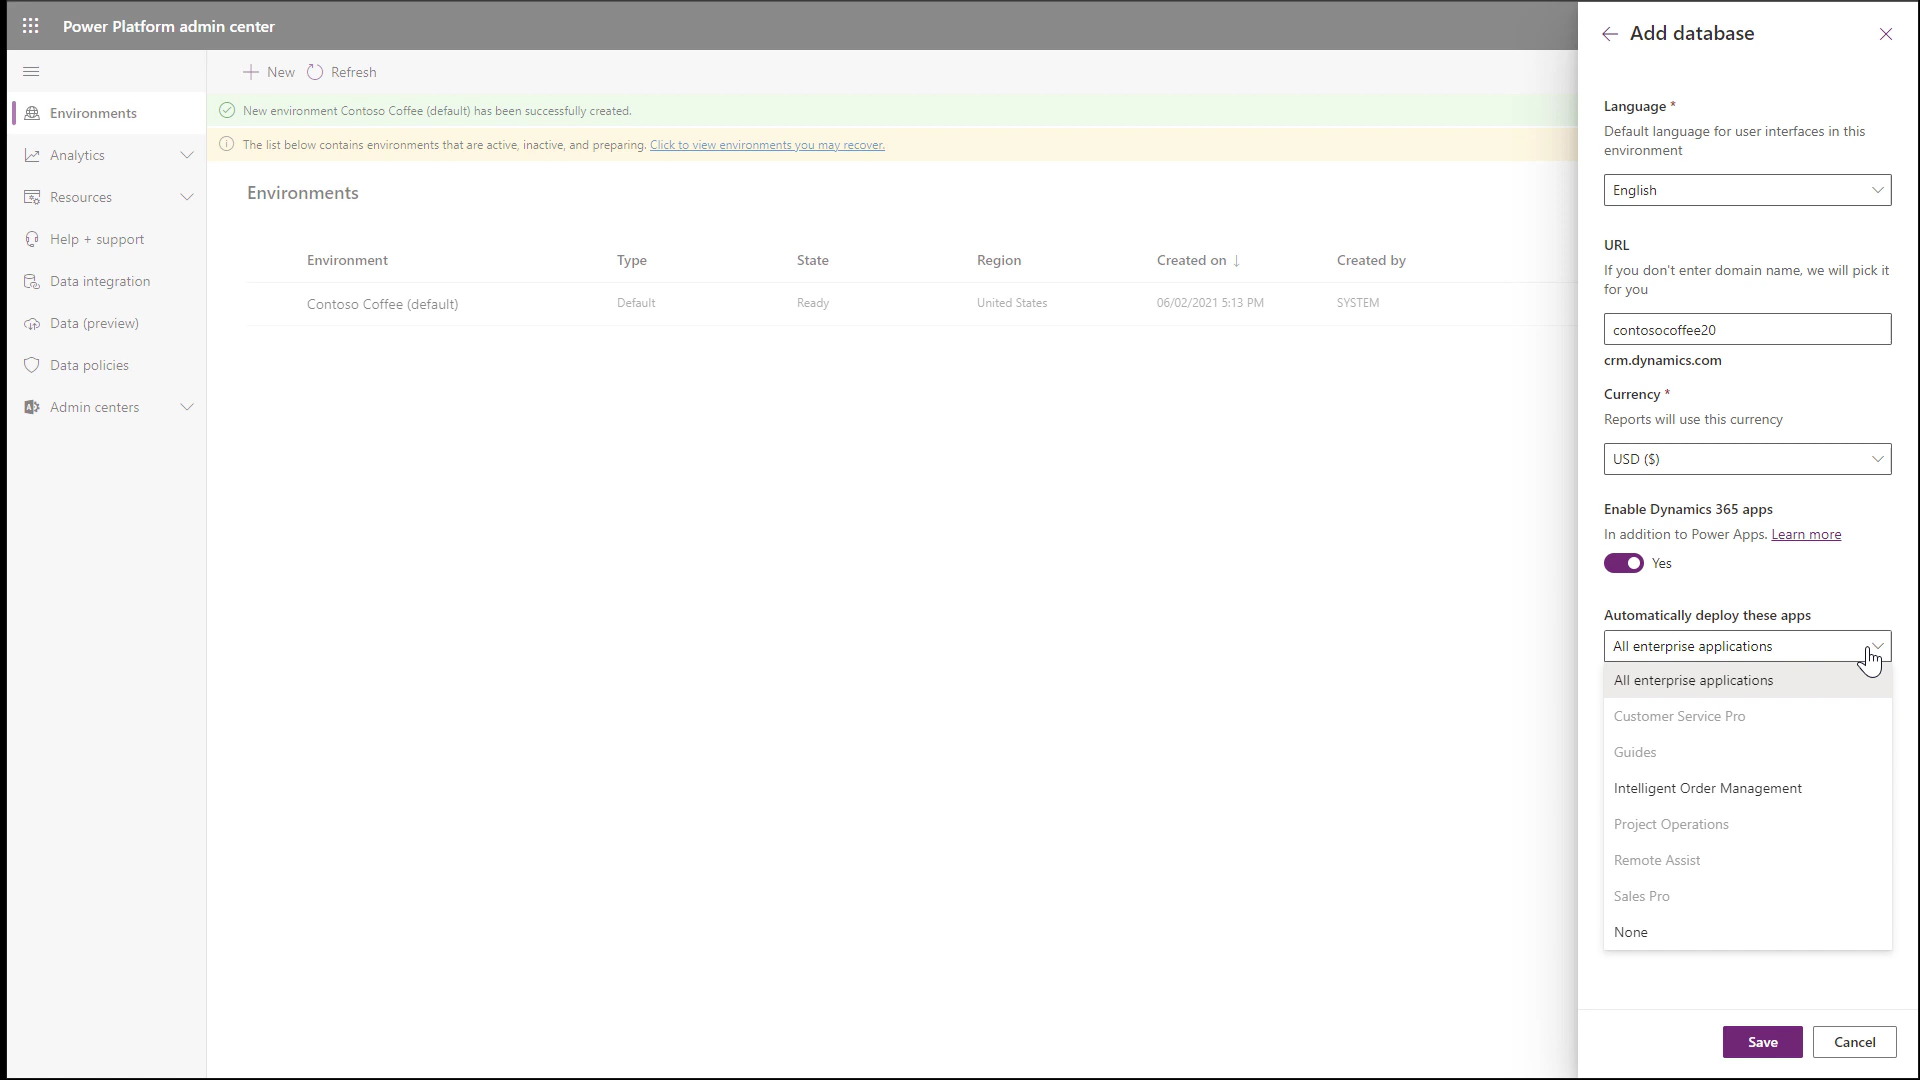 Power Platform admin center
New
Refresh
Environments
Analytics
Resources
Help + support
Data integration
Data (preview)
Data policies
Admin centers
New environment Contoso Coffee (default) has been successfully created.
The list below contains environments that are active, inactive, and preparing. Click to view environments you may recover.
Environments
Environment Type State Region Created on ↓ Created by
Contoso Coffee (default) Default Ready United States 06/02/2021 5:13 PM SYSTEM
Add database
Language *
Default language for user interfaces in this
environment
English
URL
If you don't enter domain name, we will pick it
for you
contosocoffee20
crm.dynamics.com
Currency *
Reports will use this currency
USD ($)
Enable Dynamics 365 apps
In addition to Power Apps. Learn more
Yes
Automatically deploy these apps
All enterprise applications
All enterprise applications
Customer Service Pro
Guides
Intelligent Order Management
Project Operations
Remote Assist
Sales Pro
None
Save
Cancel